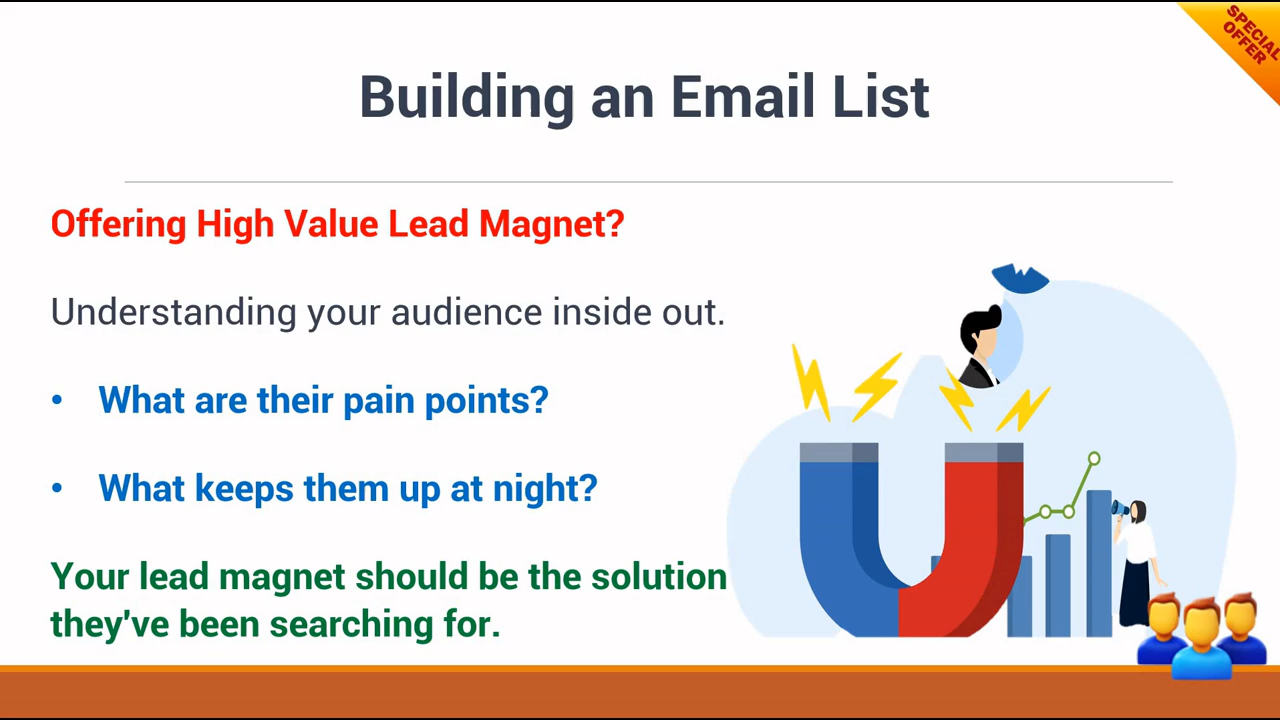 SPECIAL
OFFER
Building an Email List
Offering High Value Lead Magnet?
Understanding your audience inside out.
• What are their pain points?
• What keeps them up at night?
Your lead magnet should be the solution
they've been searching for.